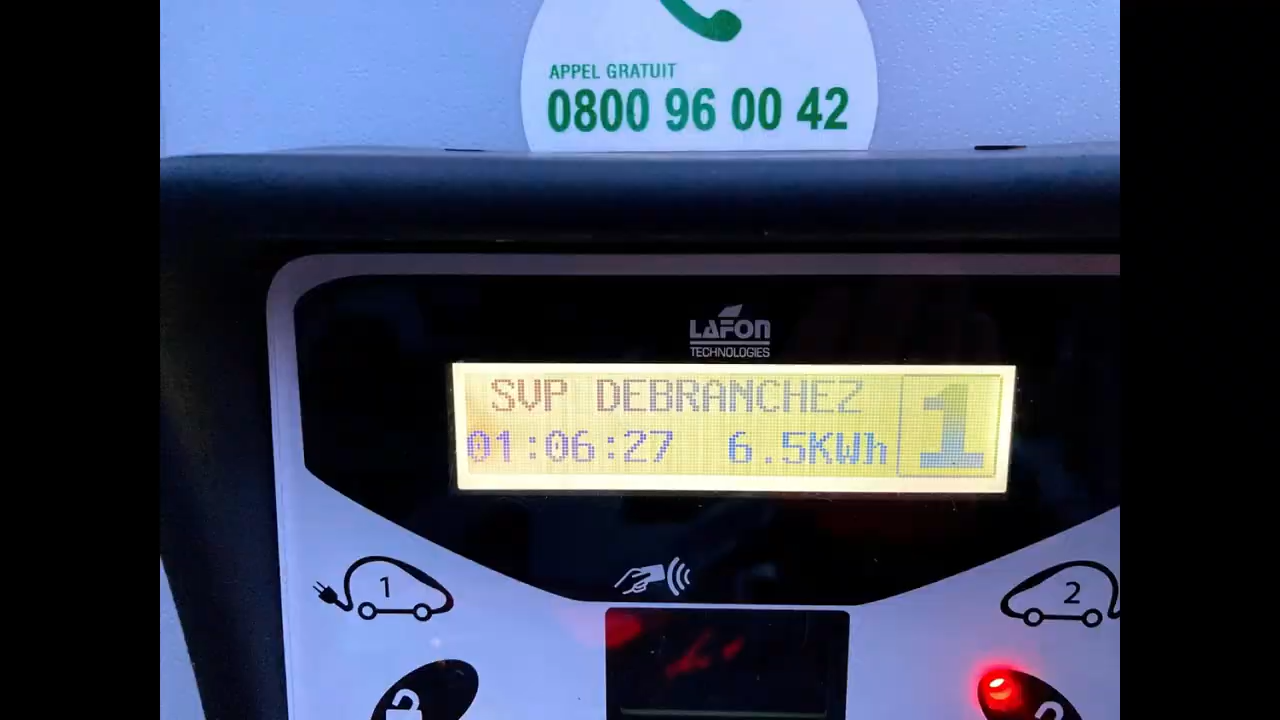 APPEL GRATUIT
0800 96 00 42
LAFON
TECHNOLOGIES
SVP DEBRANCHEZ
01:06:27 6.5KWh
1
1
2